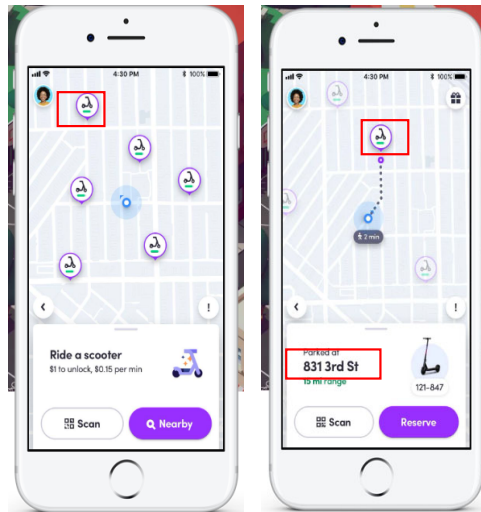 4:30 PM
100%
Ride a scooter
$1 to unlock, $0.15 per min
Scan
Nearby
4:30 PM
100%
2 min
Parked at
831 3rd St
15 mi range
121-847
Scan
Reserve